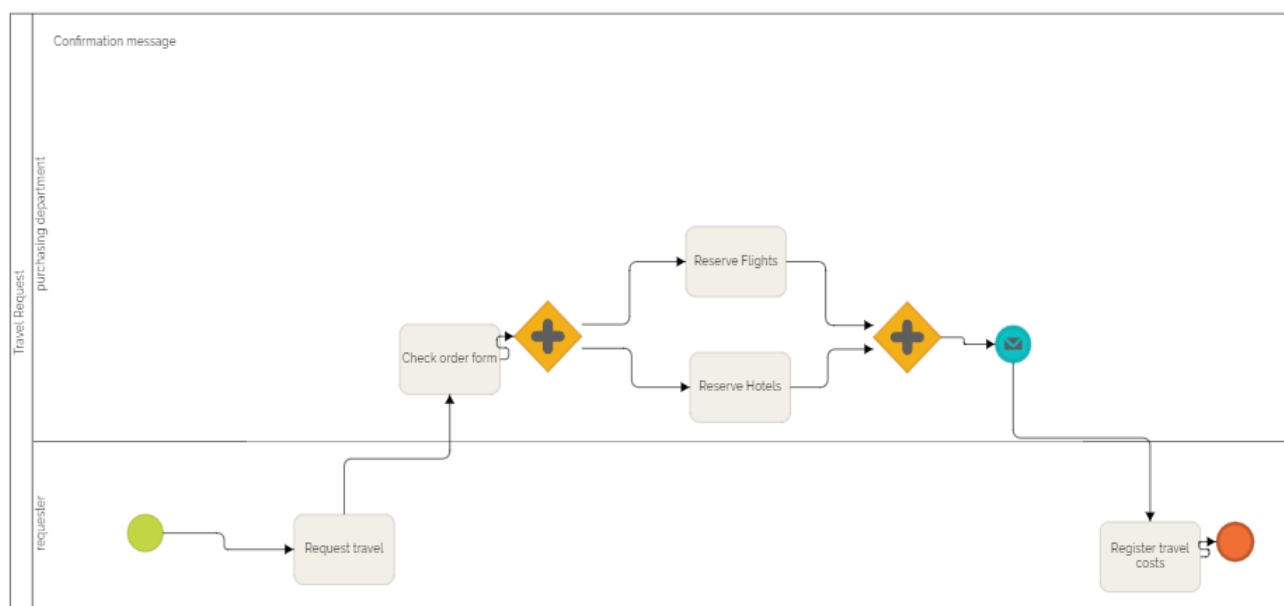 Confirmation message
Travel Request
purchasing department
Reserve Flights
Check order form
Reserve Hotels
requester
Request travel
Register travel
costs